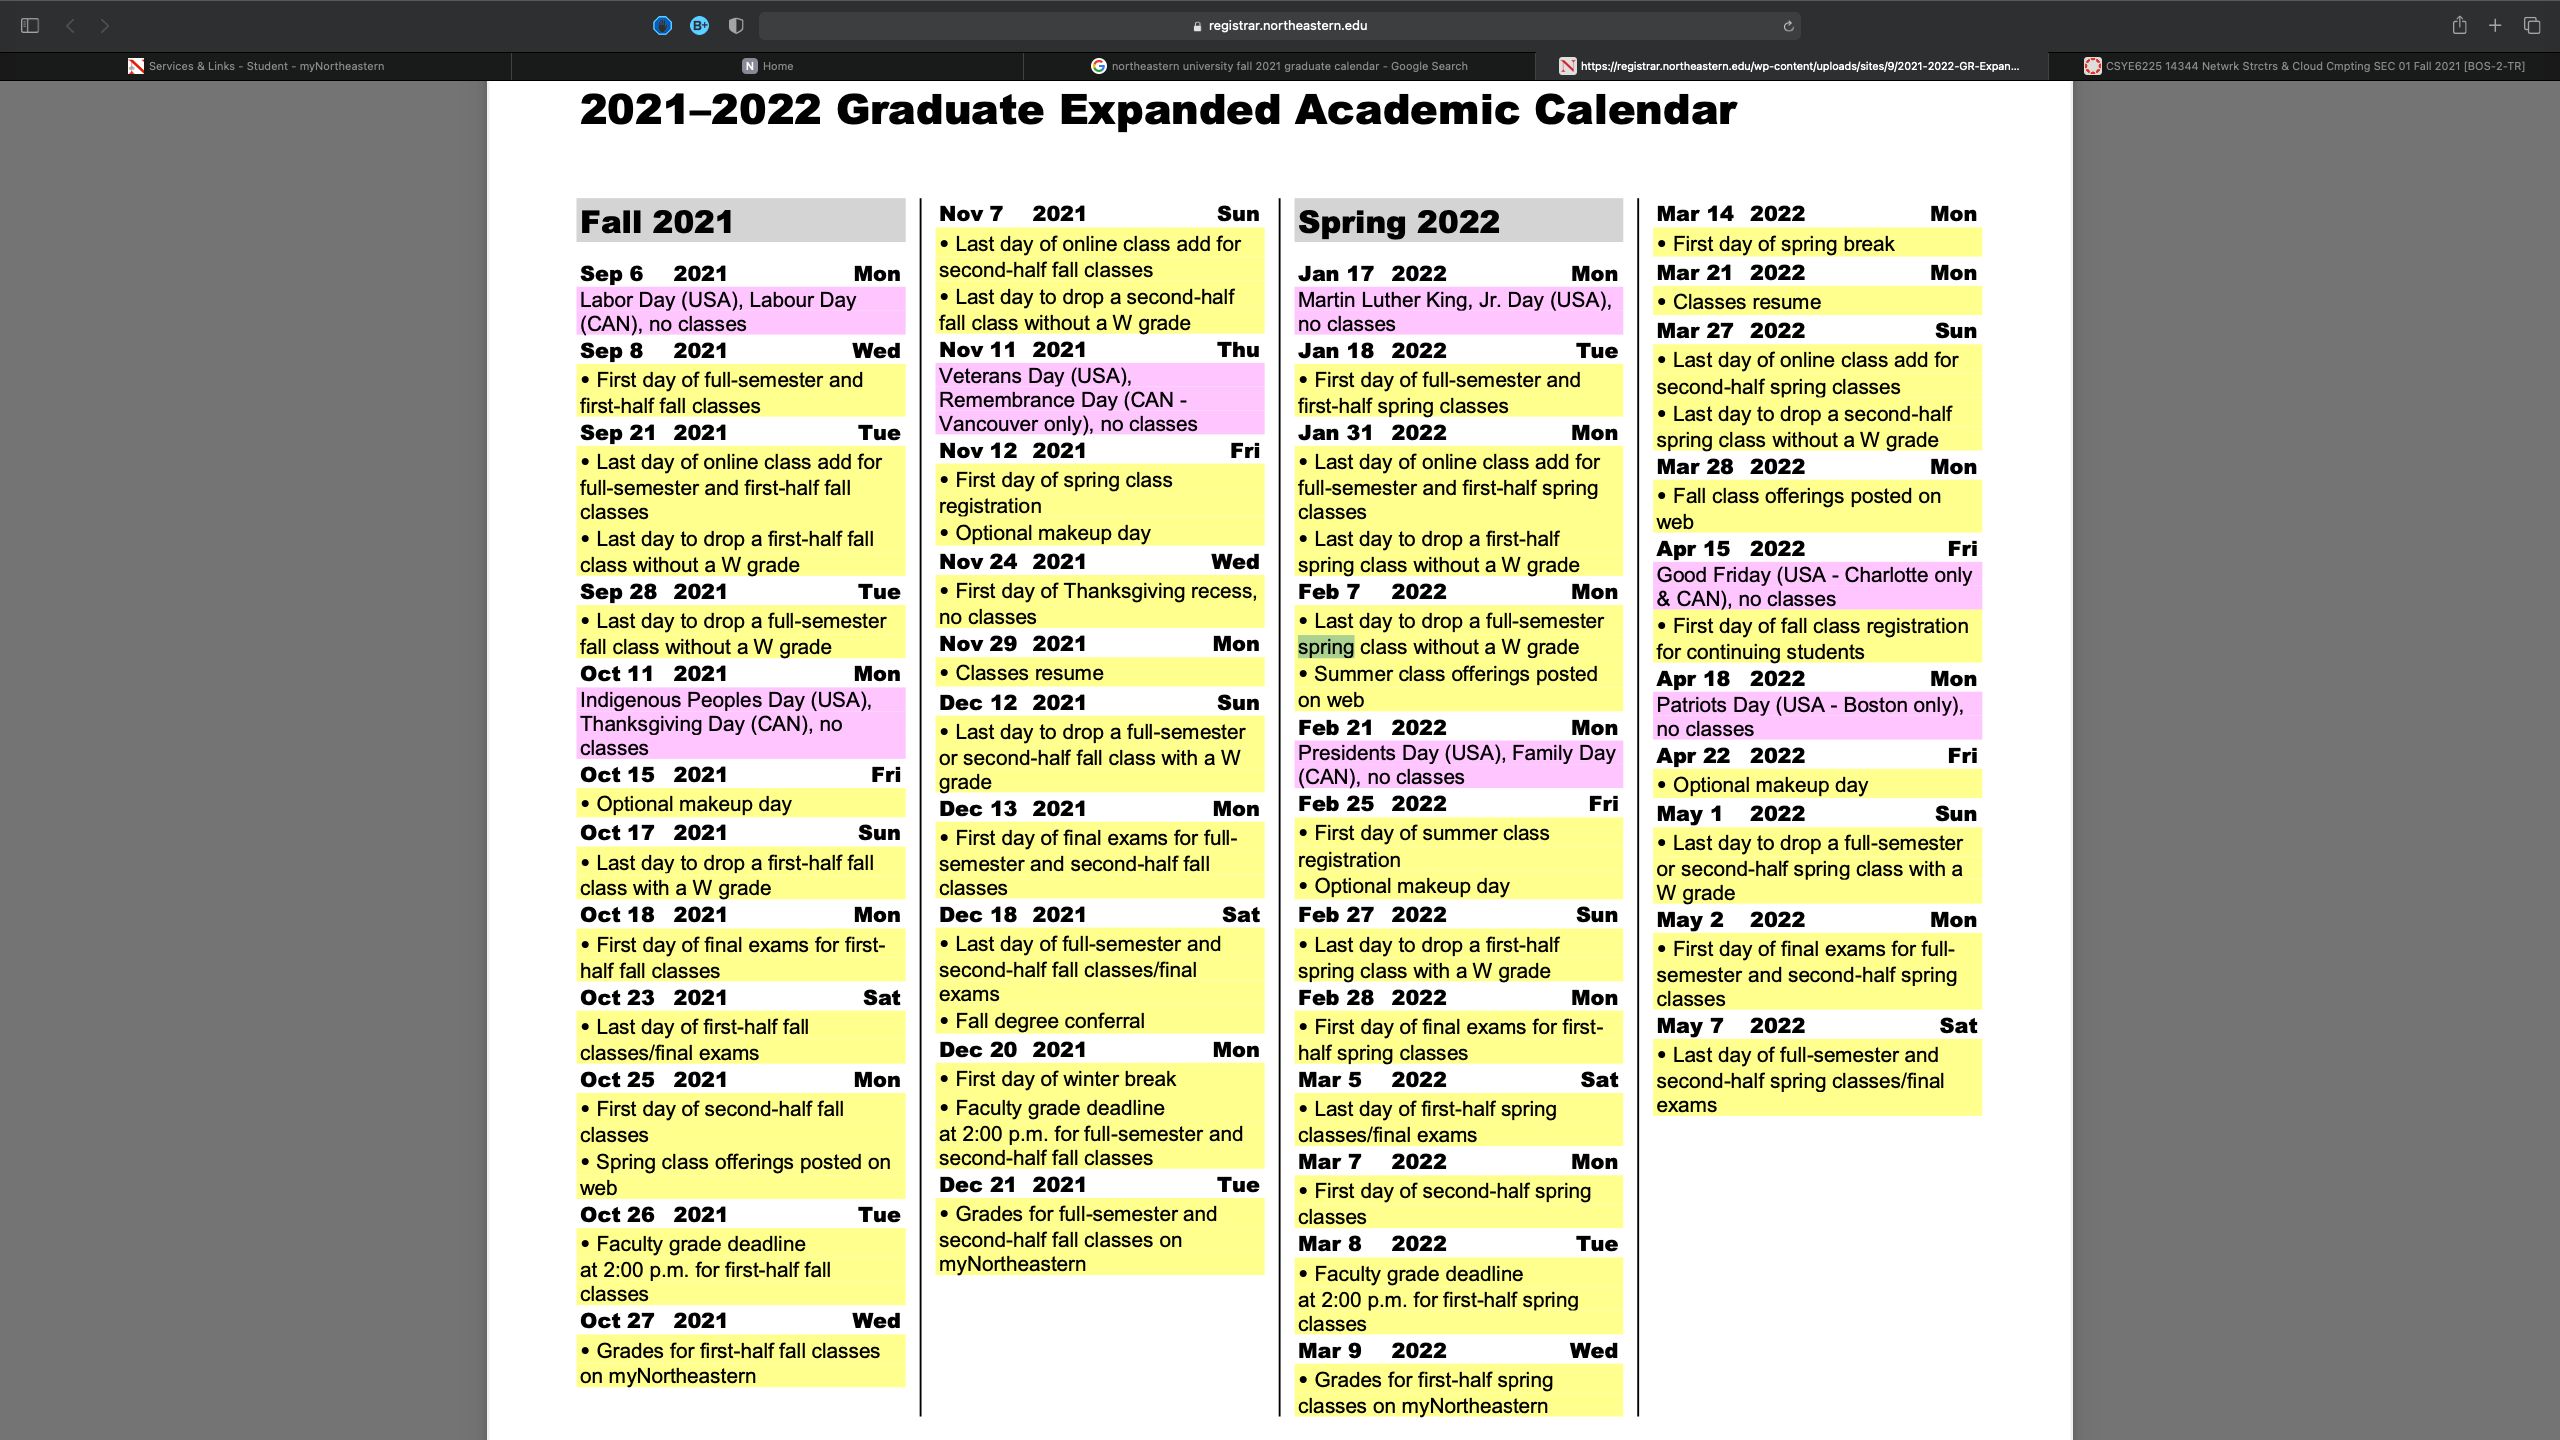 B+
registrar.northeastern.edu
Services & Links - Student - myNortheastern
N Home
northeastern university fall 2021 graduate calendar - Google Search
https://registrar.northeastern.edu/wp-content/uploads/sites/9/2021-2022-GR-Expan...
CSYE6225 14344 Netwrk Strctrs & Cloud Cmpting SEC 01 Fall 2021 [BOS-2-TR]
2021–2022 Graduate Expanded Academic Calendar
Fall 2021
Sep 6 2021 Mon
Labor Day (USA), Labour Day
(CAN), no classes
Sep 8 2021 Wed
• First day of full-semester and
first-half fall classes
Sep 21 2021 Tue
• Last day of online class add for
full-semester and first-half fall
classes
• Last day to drop a first-half fall
class without a W grade
Sep 28 2021 Tue
• Last day to drop a full-semester
fall class without a W grade
Oct 11 2021 Mon
Indigenous Peoples Day (USA),
Thanksgiving Day (CAN), no
classes
Oct 15 2021 Fri
• Optional makeup day
Oct 17 2021 Sun
• Last day to drop a first-half fall
class with a W grade
Oct 18 2021 Mon
• First day of final exams for first-
half fall classes
Oct 23 2021 Sat
• Last day of first-half fall
classes/final exams
Oct 25 2021 Mon
• First day of second-half fall
classes
• Spring class offerings posted on
web
Oct 26 2021 Tue
• Faculty grade deadline
at 2:00 p.m. for first-half fall
classes
Oct 27 2021 Wed
• Grades for first-half fall classes
on myNortheastern
Nov 7 2021 Sun
• Last day of online class add for
second-half fall classes
• Last day to drop a second-half
fall class without a W grade
Nov 11 2021 Thu
Veterans Day (USA),
Remembrance Day (CAN -
Vancouver only), no classes
Nov 12 2021 Fri
• First day of spring class
registration
• Optional makeup day
Nov 24 2021 Wed
• First day of Thanksgiving recess,
no classes
Nov 29 2021 Mon
• Classes resume
Dec 12 2021 Sun
• Last day to drop a full-semester
or second-half fall class with a W
grade
Dec 13 2021 Mon
• First day of final exams for full-
semester and second-half fall
classes
Dec 18 2021 Sat
• Last day of full-semester and
second-half fall classes/final
exams
• Fall degree conferral
Dec 20 2021 Mon
• First day of winter break
• Faculty grade deadline
at 2:00 p.m. for full-semester and
second-half fall classes
Dec 21 2021 Tue
• Grades for full-semester and
second-half fall classes on
myNortheastern
Spring 2022
Jan 17 2022 Mon
Martin Luther King, Jr. Day (USA),
no classes
Jan 18 2022 Tue
• First day of full-semester and
first-half spring classes
Jan 31 2022 Mon
• Last day of online class add for
full-semester and first-half spring
classes
• Last day to drop a first-half
spring class without a W grade
Feb 7 2022 Mon
• Last day to drop a full-semester
spring class without a W grade
• Summer class offerings posted
on web
Feb 21 2022 Mon
Presidents Day (USA), Family Day
(CAN), no classes
Feb 25 2022 Fri
• First day of summer class
registration
• Optional makeup day
Feb 27 2022 Sun
• Last day to drop a first-half
spring class with a W grade
Feb 28 2022 Mon
• First day of final exams for first-
half spring classes
Mar 5 2022 Sat
• Last day of first-half spring
classes/final exams
Mar 7 2022 Mon
• First day of second-half spring
classes
Mar 8 2022 Tue
• Faculty grade deadline
at 2:00 p.m. for first-half spring
classes
Mar 9 2022 Wed
• Grades for first-half spring
classes on myNortheastern
Mar 14 2022 Mon
• First day of spring break
Mar 21 2022 Mon
• Classes resume
Mar 27 2022 Sun
• Last day of online class add for
second-half spring classes
• Last day to drop a second-half
spring class without a W grade
Mar 28 2022 Mon
• Fall class offerings posted on
web
Apr 15 2022 Fri
Good Friday (USA - Charlotte only
& CAN), no classes
• First day of fall class registration
for continuing students
Apr 18 2022 Mon
Patriots Day (USA - Boston only),
no classes
Apr 22 2022 Fri
• Optional makeup day
May 1 2022 Sun
• Last day to drop a full-semester
or second-half spring class with a
W grade
May 2 2022 Mon
• First day of final exams for full-
semester and second-half spring
classes
May 7 2022 Sat
• Last day of full-semester and
second-half spring classes/final
exams